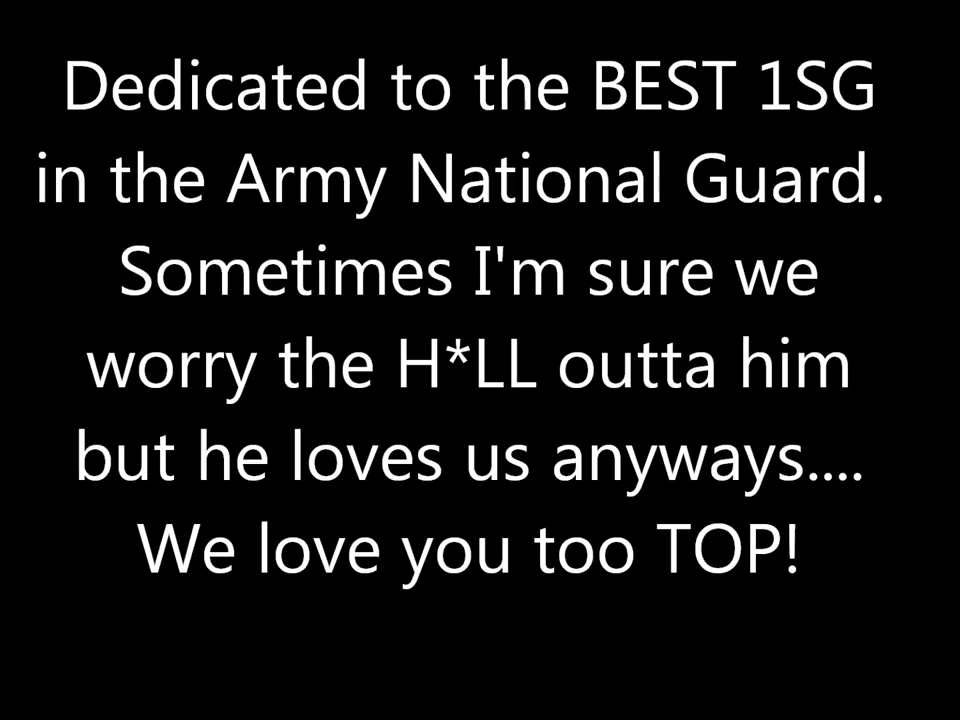 Dedicated to the BEST 1SG
in the Army National Guard.
Sometimes I'm sure we
worry the H*LL outta him
but he loves us anyways....
We love you too TOP!